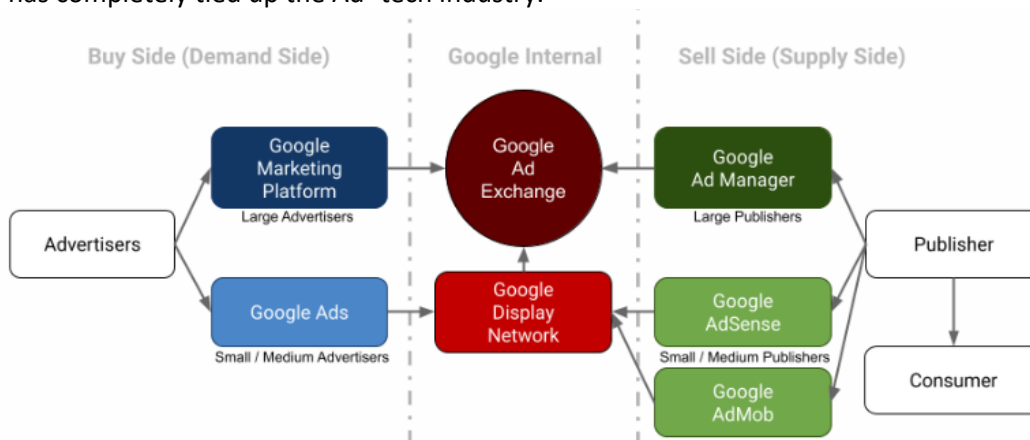 has completely tied up the Ad- tech industry.
Buy Side (Demand Side)
Google Internal
Sell Side (Supply Side)
Google
Marketing
Platform
Large Advertisers
Google
Ad
Exchange
Google
Ad Manager
Large Publishers
Advertisers
Publisher
Google Ads
Small / Medium Advertisers
Google
Display
Network
Google
AdSense
Small / Medium Publishers
Google
AdMob
Consumer